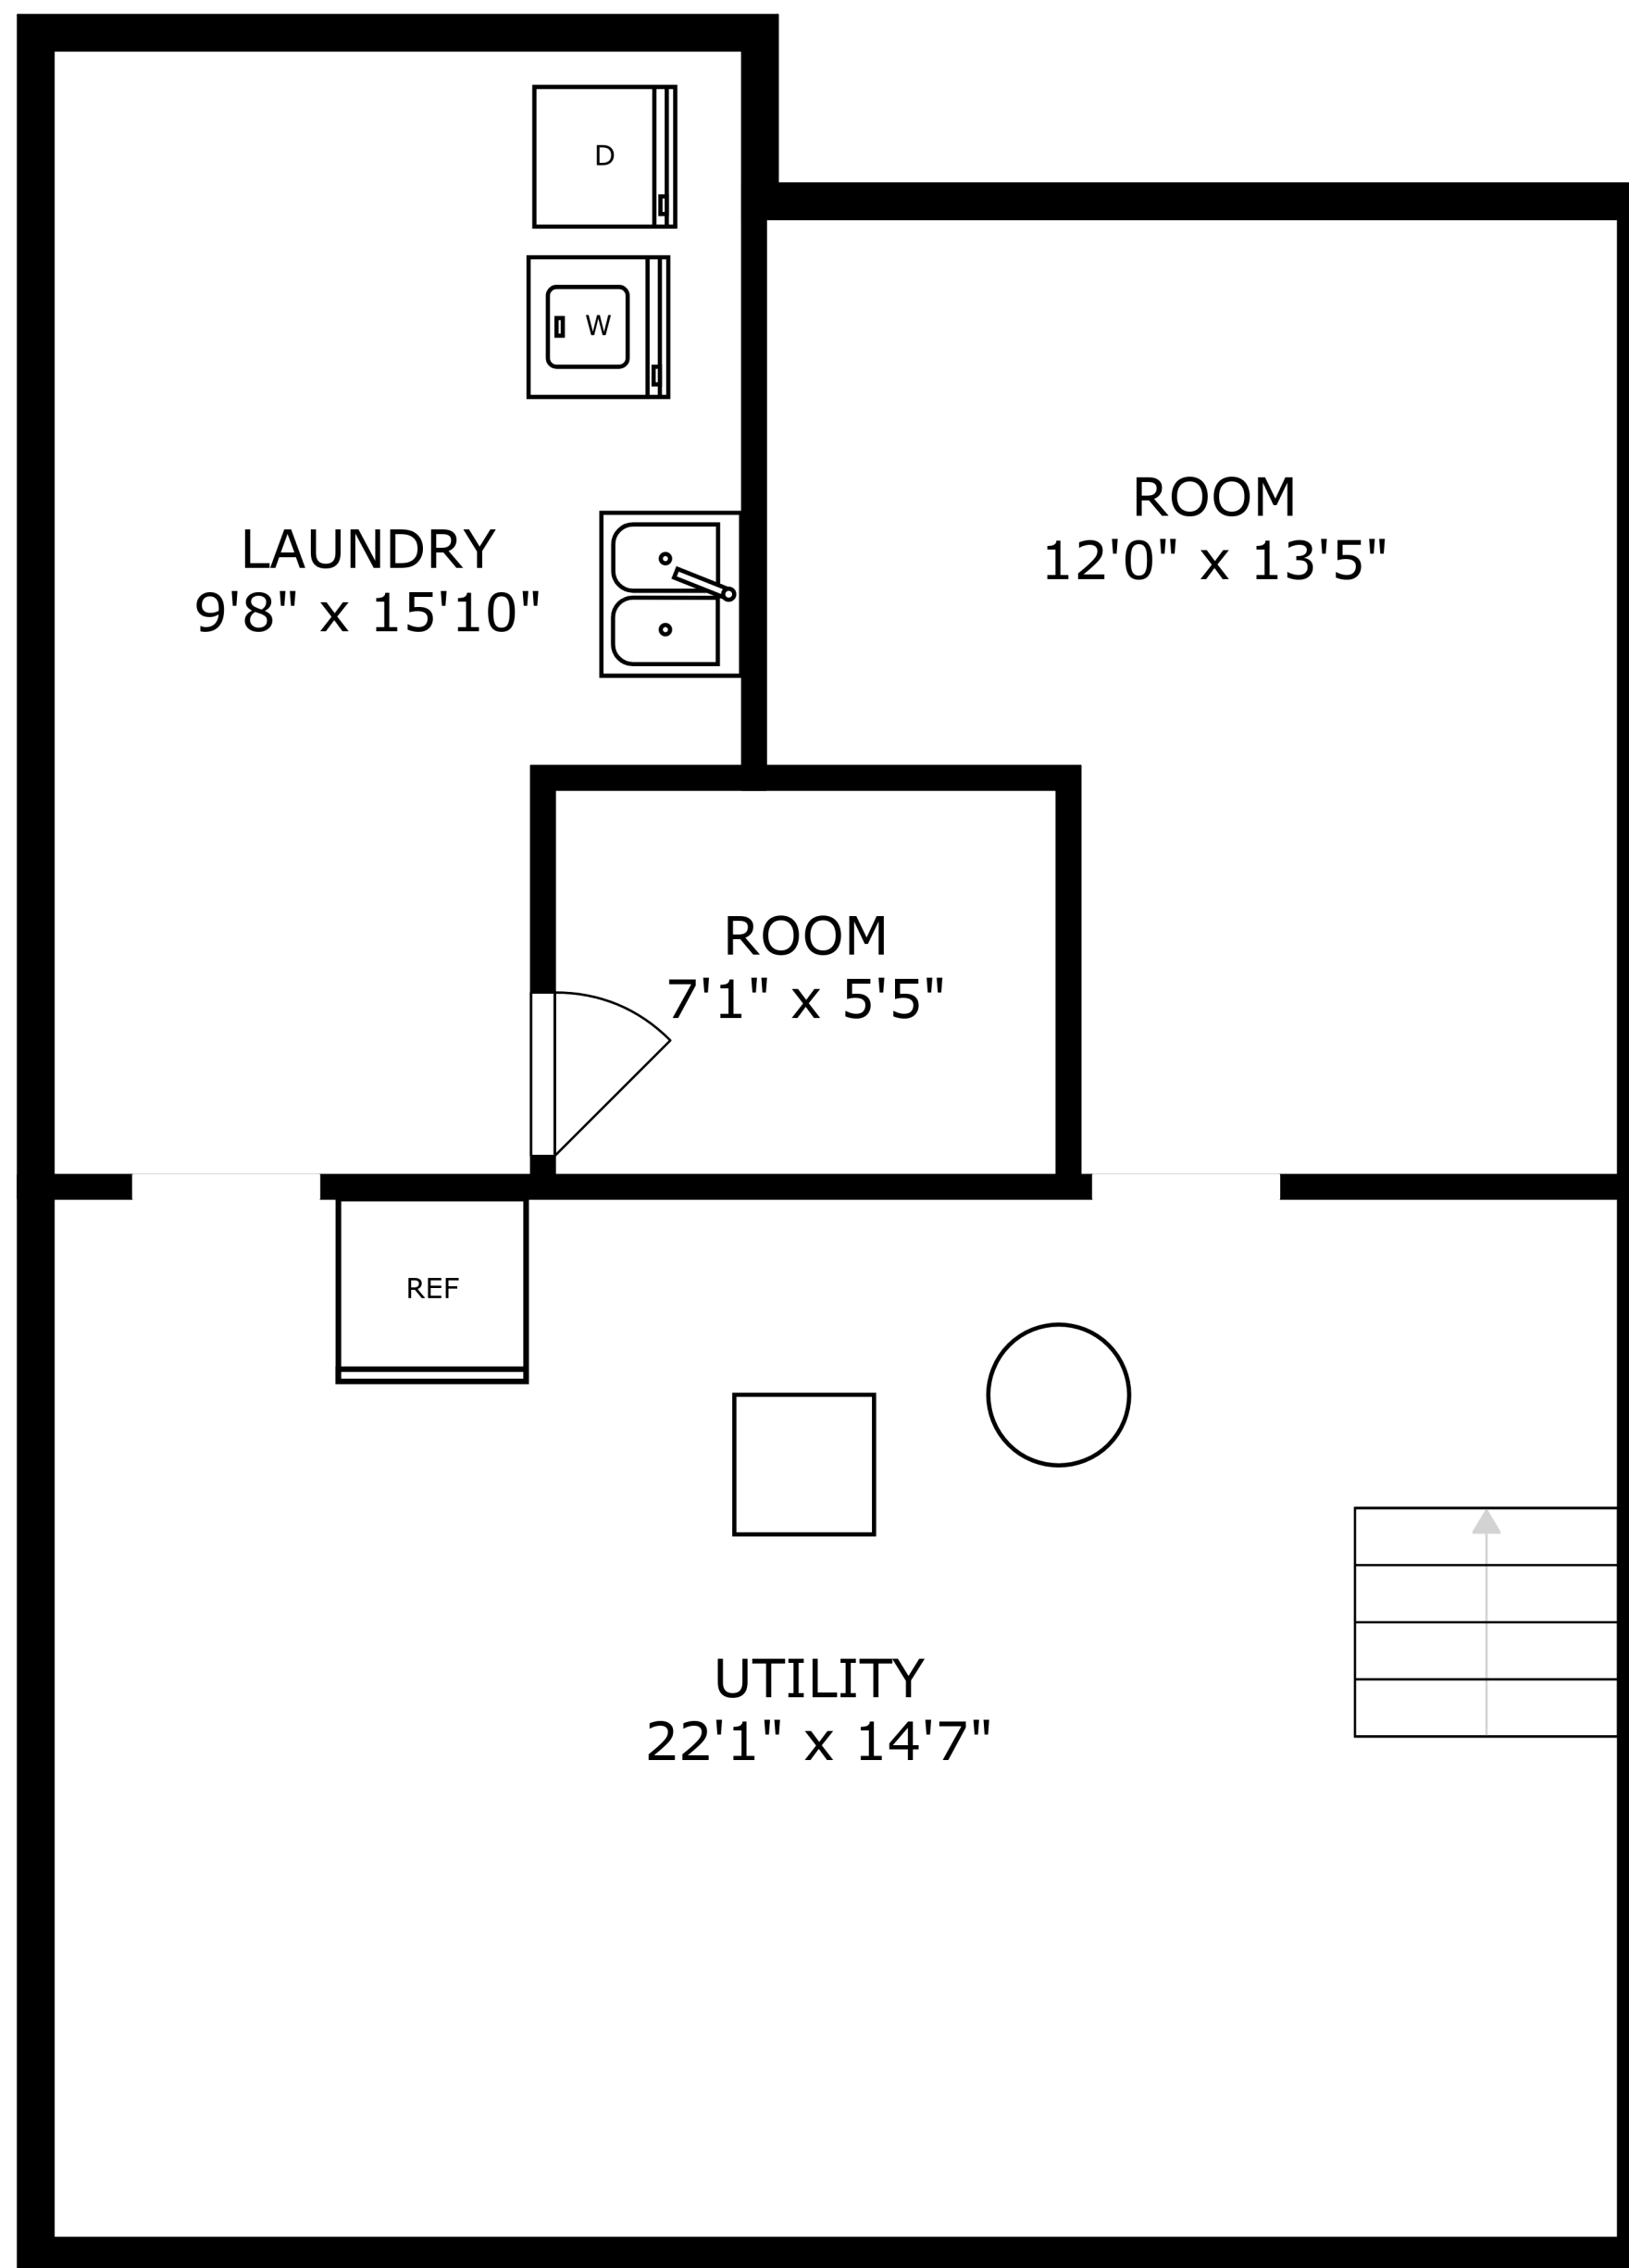 D
W
LAUNDRY
9'8" x 15'10"
ROOM
12'0" x 13'5"
ROOM
7'1" x 5'5"
REF
UTILITY
22'1" x 14'7"